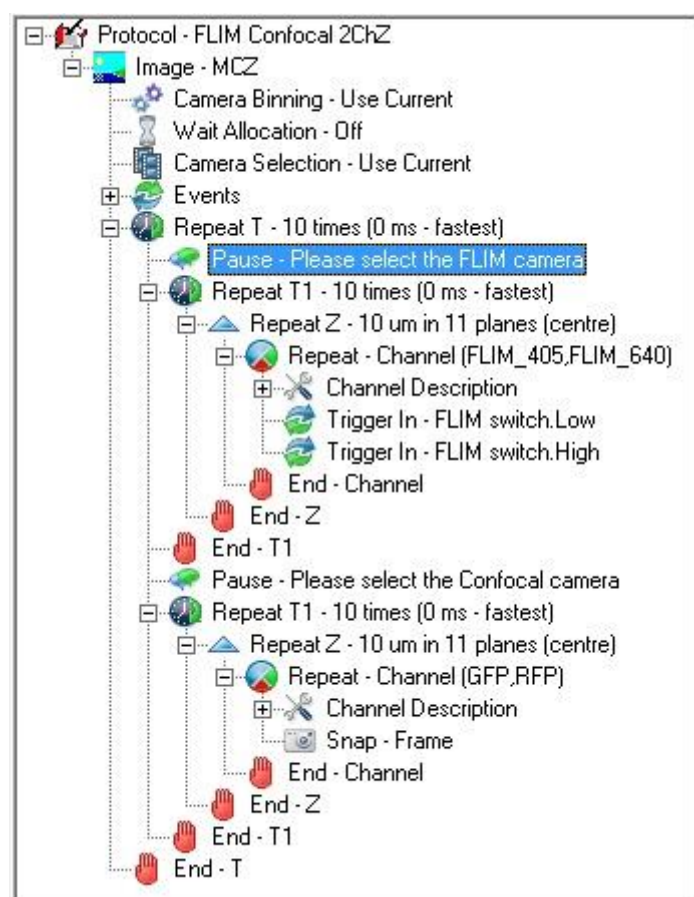 Protocol - FLIM Confocal 2ChZ
Image - MCZ
Camera Binning - Use Current
Wait Allocation - Off
Camera Selection - Use Current
Events
Repeat T - 10 times (0 ms - fastest)
Pause - Please select the FLIM camera
Repeat T1 - 10 times (0 ms - fastest)
Repeat Z - 10 um in 11 planes (centre)
Repeat - Channel (FLIM_405,FLIM_640)
Channel Description
Trigger In - FLIM switch.Low
Trigger In - FLIM switch.High
End - Channel
End - Z
End - T1
Pause - Please select the Confocal camera
Repeat T1 - 10 times (0 ms - fastest)
Repeat Z - 10 um in 11 planes (centre)
Repeat - Channel (GFP,RFP)
Channel Description
Snap - Frame
End - Channel
End - Z
End - T1
End - T